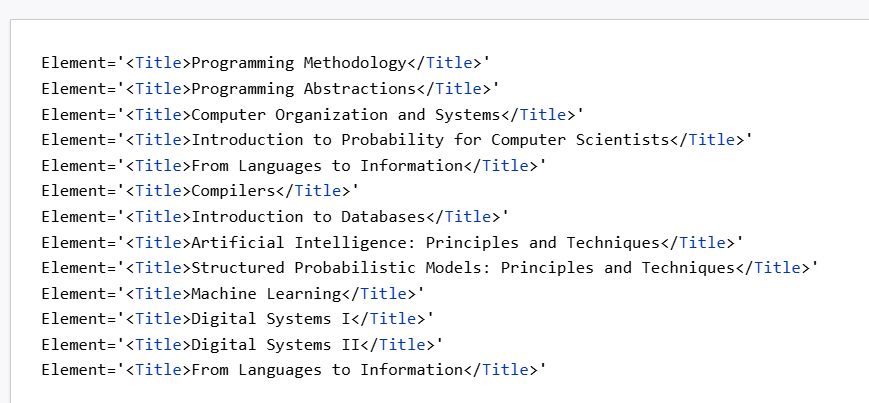 Element='<Title>Programming Methodology</Title>'
Element='<Title>Programming Abstractions</Title>'
Element='<Title>Computer Organization and Systems</Title>'
Element='<Title>Introduction to Probability for Computer Scientists</Title>'
Element='<Title>From Languages to Information</Title>'
Element='<Title>Compilers</Title>'
Element='<Title>Introduction to Databases</Title>'
Element='<Title>Artificial Intelligence: Principles and Techniques</Title>'
Element='<Title>Structured Probabilistic Models: Principles and Techniques</Title>'
Element='<Title>Machine Learning</Title>'
Element='<Title>Digital Systems I</Title>'
Element='<Title>Digital Systems II</Title>'
Element='<Title>From Languages to Information</Title>'